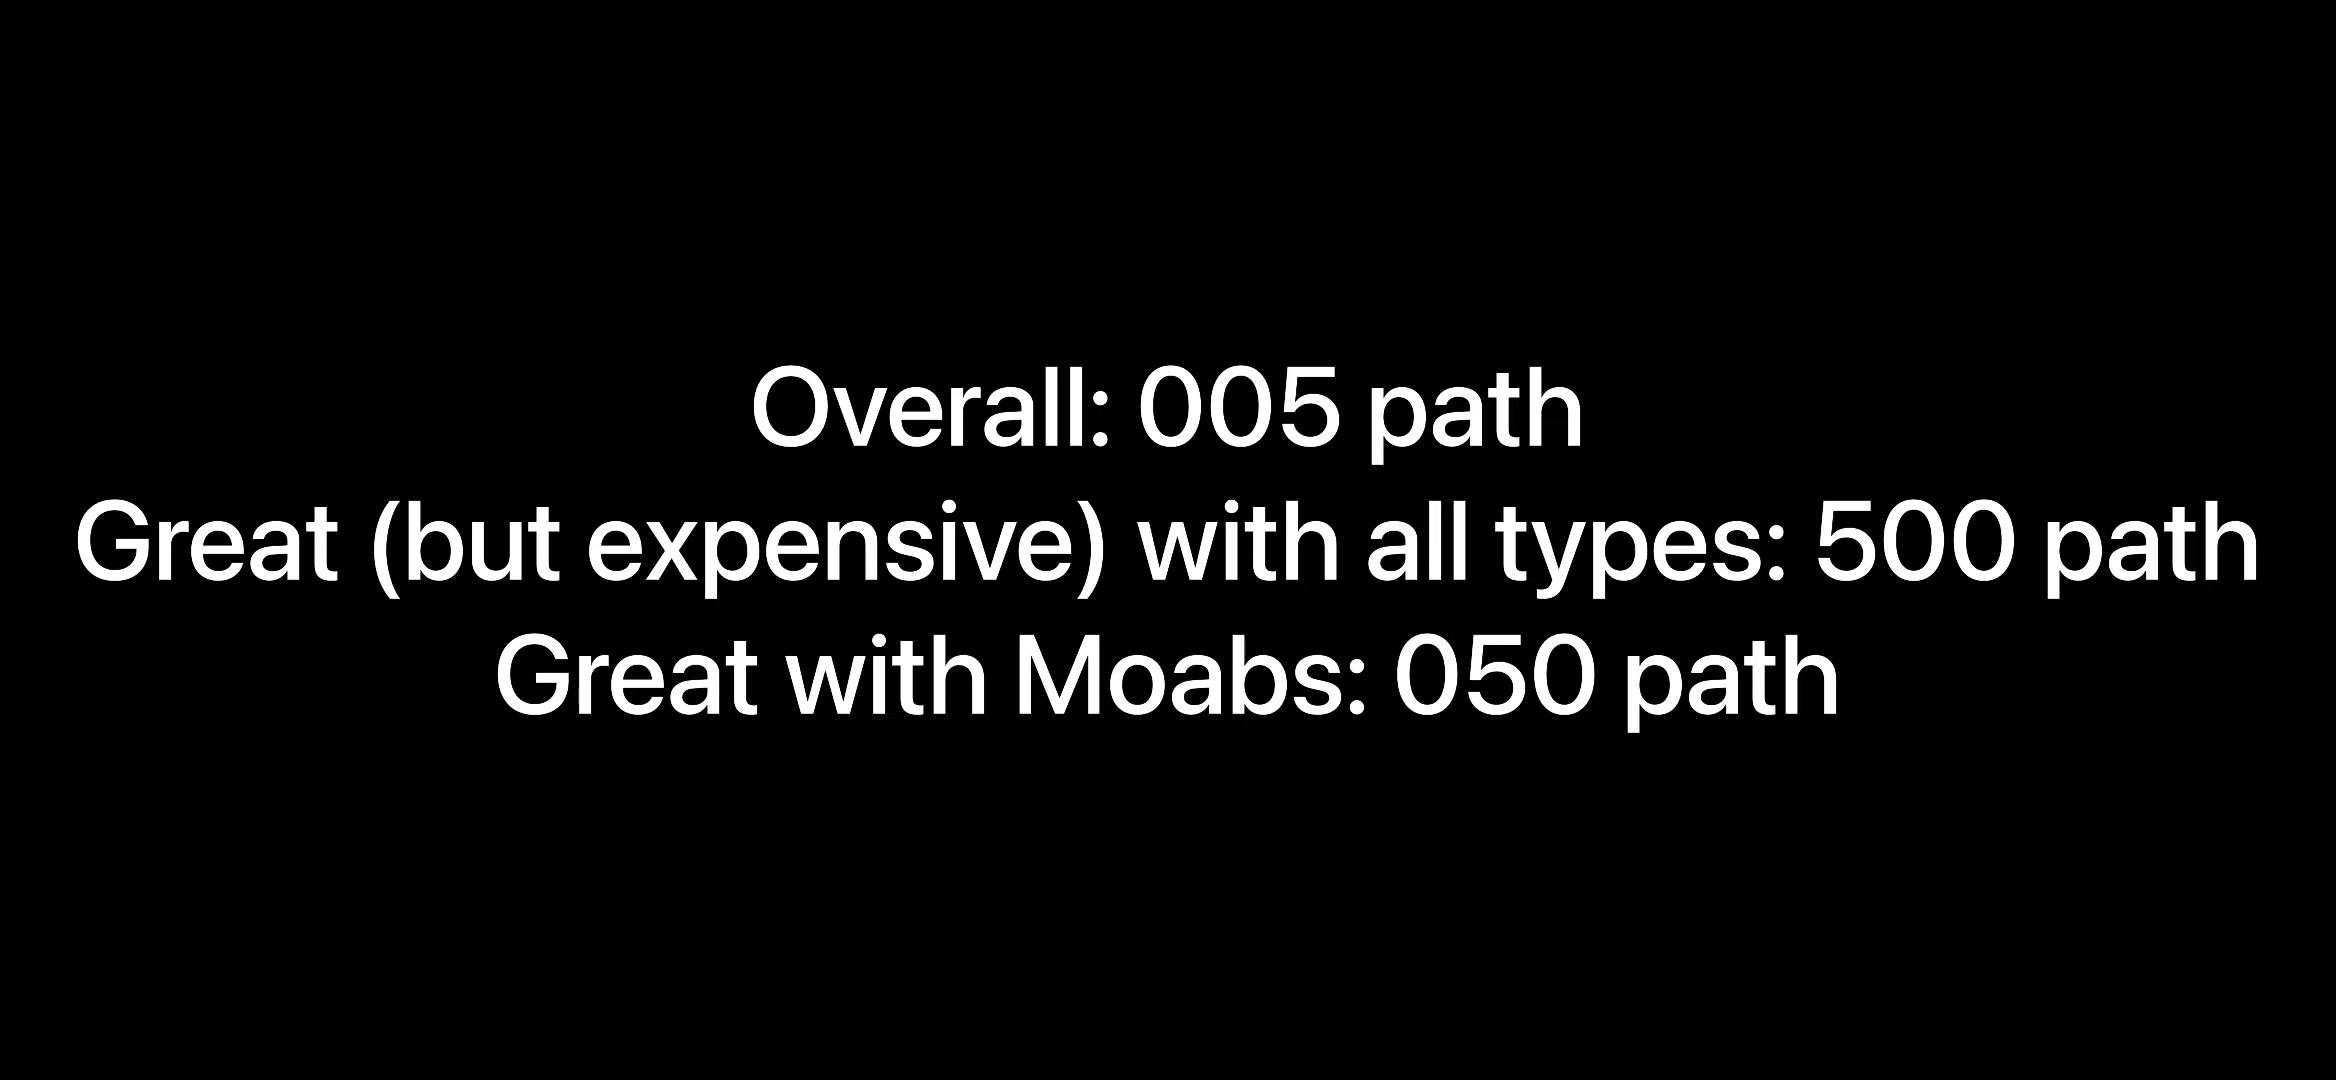 Overall: 005 path
Great (but expensive) with all types: 500 path
Great with Moabs: 050 path